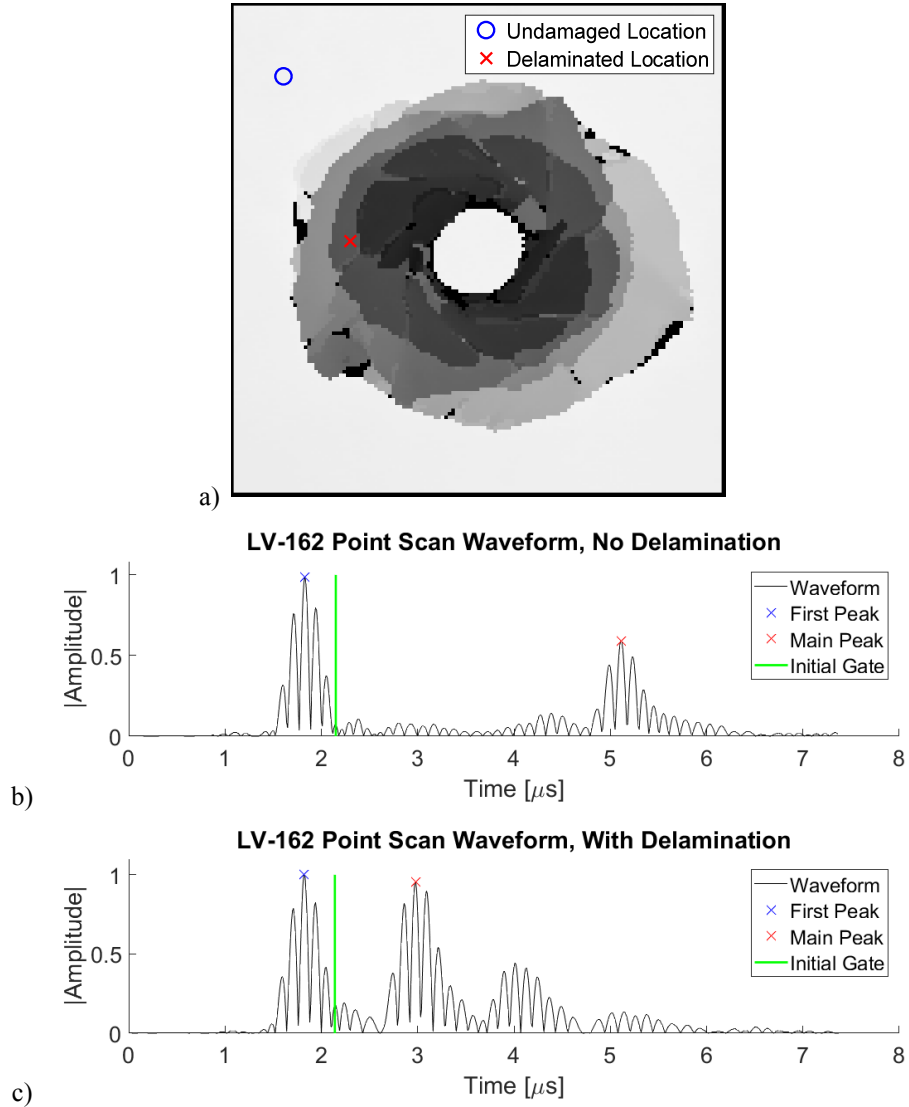 Undamaged Location
Delaminated Location
a)
LV-162 Point Scan Waveform, No Delamination
|Amplitude|
1
0.5
0
Waveform
First Peak
Main Peak
Initial Gate
0 1 2 3 4 5 6 7 8
Time [μs]
b)
LV-162 Point Scan Waveform, With Delamination
|Amplitude|
1
0.5
0
Waveform
First Peak
Main Peak
Initial Gate
0 1 2 3 4 5 6 7 8
Time [μs]
c)